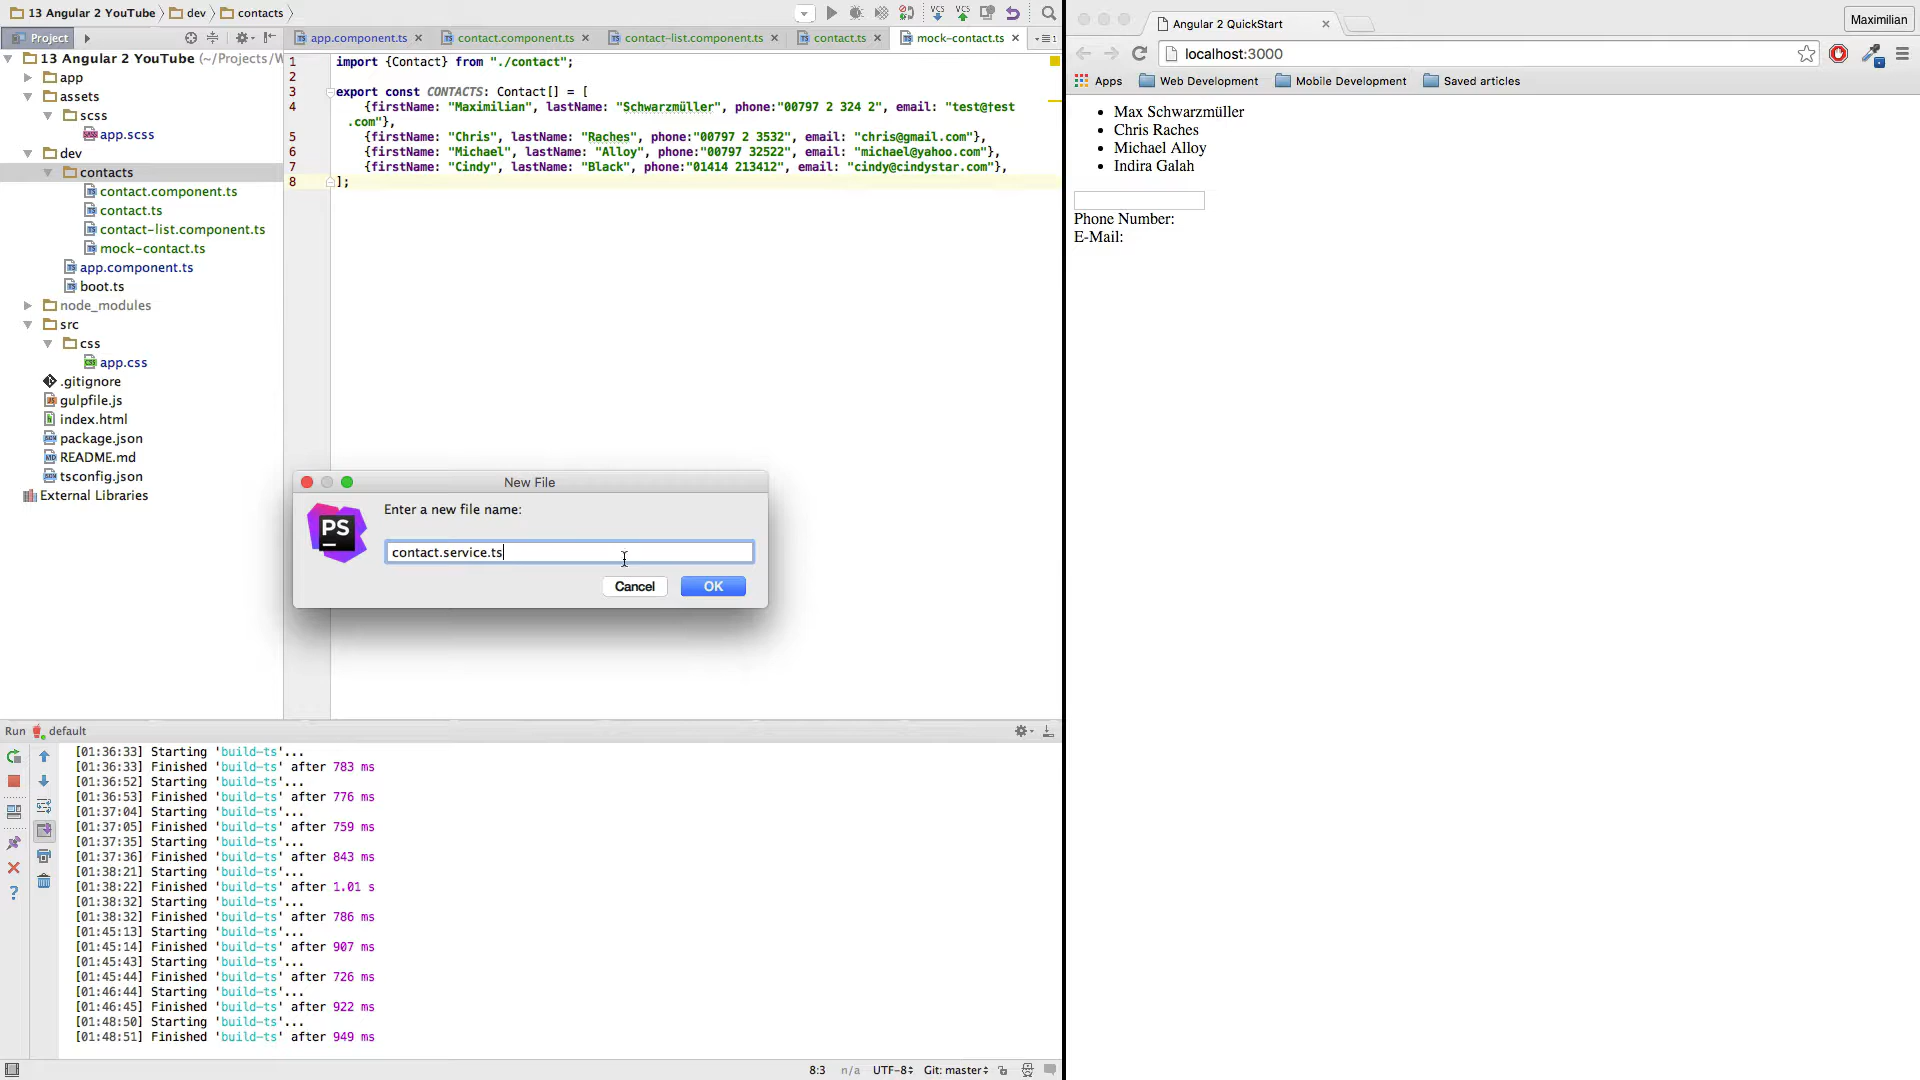 13 Angular 2 YouTube
dev
contacts
Project
13 Angular 2 YouTube (~/Projects/W
app
assets
scss
app.scss
dev
contacts
contact.component.ts
contact.ts
contact-list.component.ts
mock-contact.ts
app.component.ts
boot.ts
node_modules
src
css
app.css
.gitignore
gulpfile.js
index.html
package.json
README.md
tsconfig.json
External Libraries
app.component.ts
contact.component.ts
contact-list.component.ts
contact.ts
mock-contact.ts
1 import {Contact} from "./contact";
2
3 export const CONTACTS: Contact[] = [
4 {firstName: "Maximilian", lastName: "Schwarzmüller", phone:"00797 2 324 2", email: "test@test
.com"},
5 {firstName: "Chris", lastName: "Raches", phone:"00797 2 3532", email: "chris@gmail.com"},
6 {firstName: "Michael", lastName: "Alloy", phone:"00797 32522", email: "michael@yahoo.com"},
7 {firstName: "Cindy", lastName: "Black", phone:"01414 213412", email: "cindy@cindystar.com"},
8 ];
New File
PS
Enter a new file name:
contact.service.ts
Cancel
OK
Run default
[01:36:33] Starting 'build-ts'...
[01:36:33] Finished 'build-ts' after 783 ms
[01:36:52] Starting 'build-ts'...
[01:36:53] Finished 'build-ts' after 776 ms
[01:37:04] Starting 'build-ts'...
[01:37:05] Finished 'build-ts' after 759 ms
[01:37:35] Starting 'build-ts'...
[01:37:36] Finished 'build-ts' after 843 ms
[01:38:21] Starting 'build-ts'...
[01:38:22] Finished 'build-ts' after 1.01 s
[01:38:32] Starting 'build-ts'...
[01:38:32] Finished 'build-ts' after 786 ms
[01:45:13] Starting 'build-ts'...
[01:45:14] Finished 'build-ts' after 907 ms
[01:45:43] Starting 'build-ts'...
[01:45:44] Finished 'build-ts' after 726 ms
[01:46:44] Starting 'build-ts'...
[01:46:45] Finished 'build-ts' after 922 ms
[01:48:50] Starting 'build-ts'...
[01:48:51] Finished 'build-ts' after 949 ms
8:3 n/a UTF-8 Git: master
Angular 2 QuickStart
Maximilian
localhost:3000
Apps
Web Development
Mobile Development
Saved articles
• Max Schwarzmüller
• Chris Raches
• Michael Alloy
• Indira Galah
Phone Number:
E-Mail: